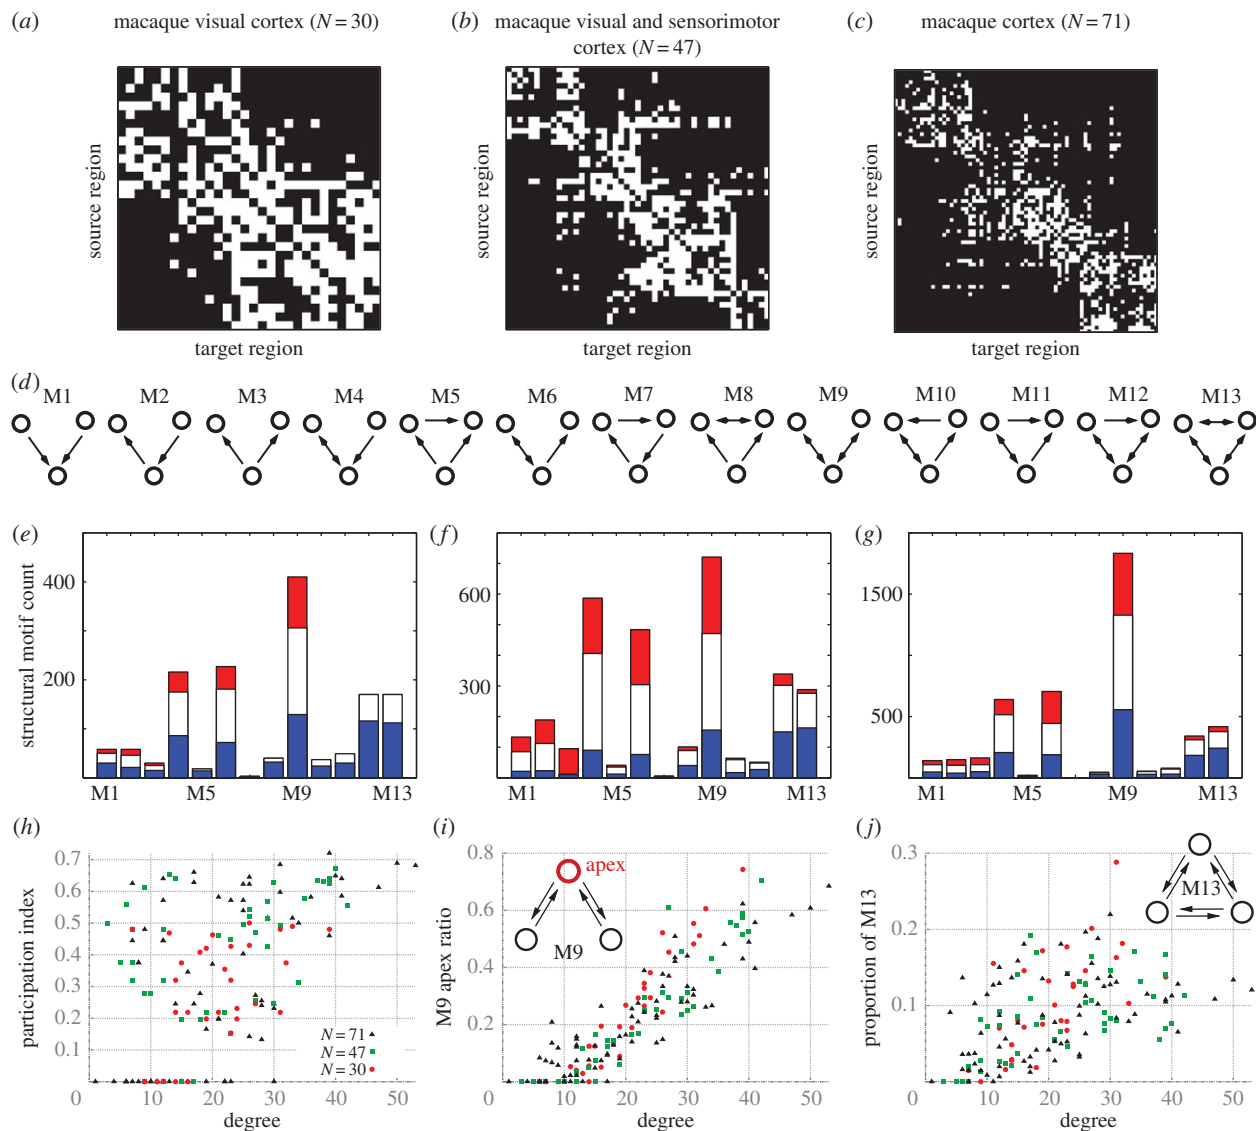 (a) macaque visual cortex (N = 30)
(b) macaque visual and sensorimotor
cortex (N = 47)
(c) macaque cortex (N = 71)
source region
source region
source region
target region
target region
target region
(d)
M1 M2 M3 M4 M5 M6 M7 M8 M9 M10 M11 M12 M13
(e) (f) (g)
structural motif count
400
200
M1 M5 M9 M13
600
300
M1 M5 M9 M13
1500
500
M1 M5 M9 M13
(h)
participation index
0.7
0.6
0.5
0.4
0.3
0.2
0.1
0 10 20 30 40 50
degree
N = 71
N = 47
N = 30
(i)
M9 apex ratio
0.8
0.6
0.4
0.2
0
0 10 20 30 40 50
degree
apex
M9
(j)
proportion of M13
0.3
0.2
0.1
0
0 10 20 30 40 50
degree
M13